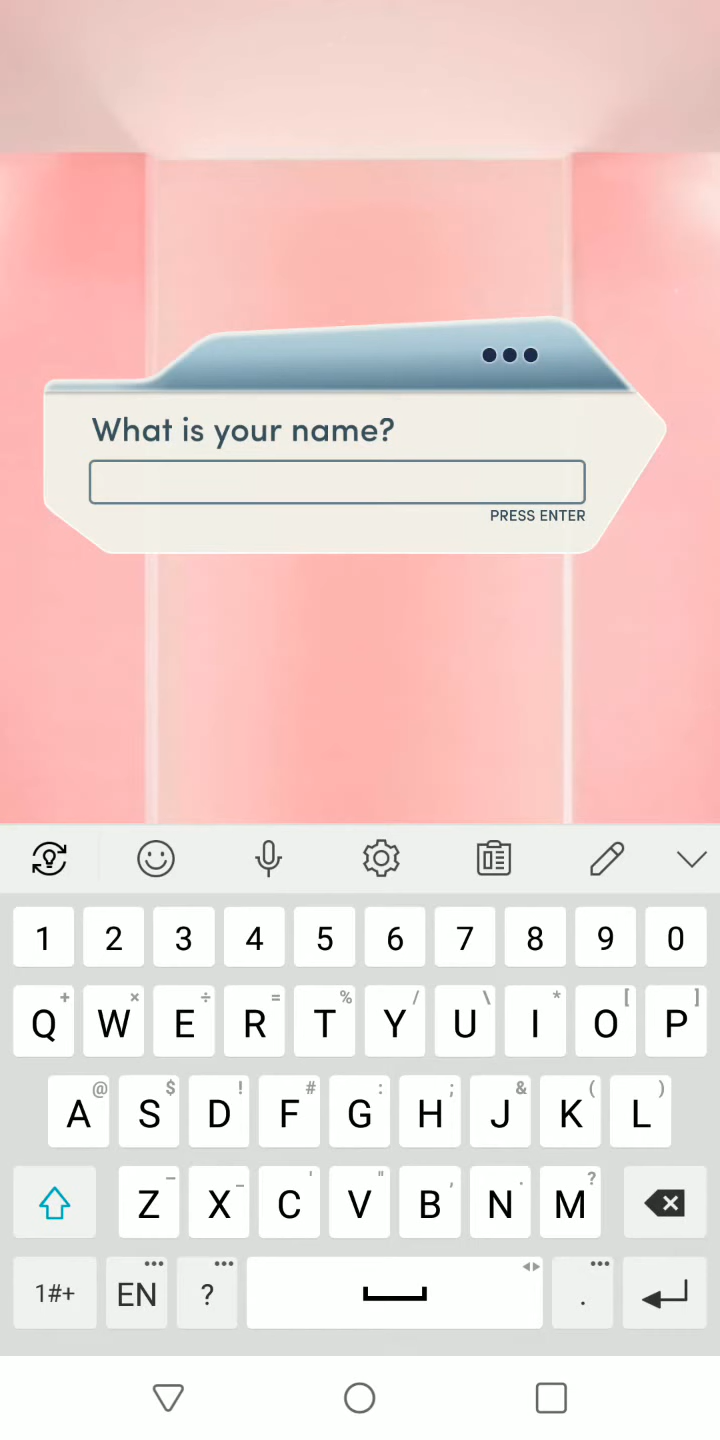 What is your name?
PRESS ENTER
1 2 3 4 5 6 7 8 9 0
Q + W × E ÷ R = T % Y / U \ I * O [ P ]
A @ S $ D ! F # G : H ; J & K ( L )
Z – X _ C ' V " B , N . M ?
1#+ EN ? .